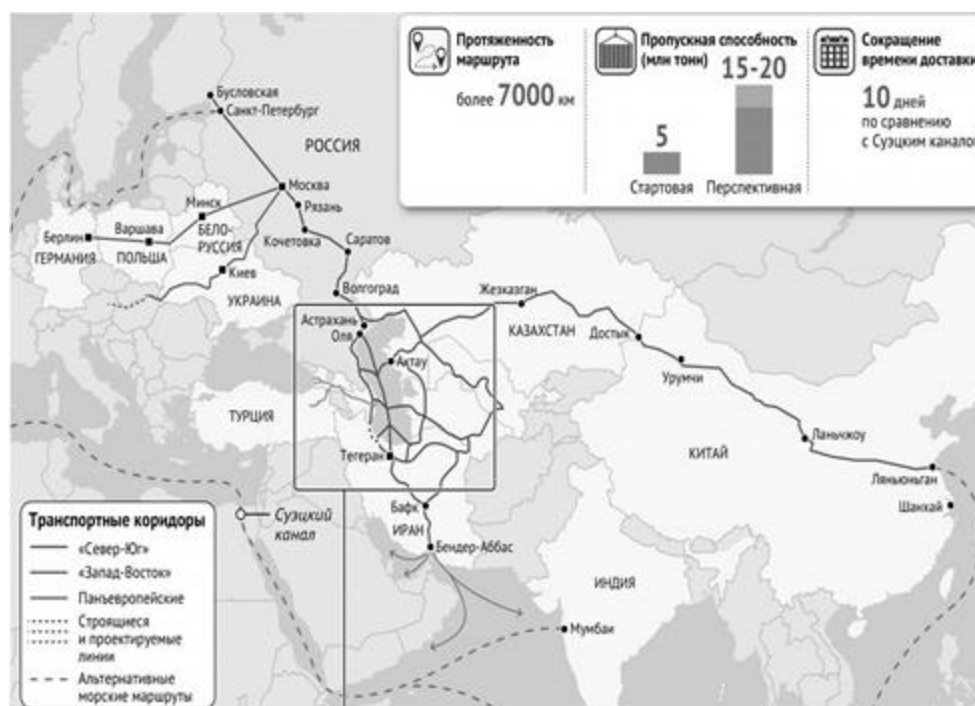 Протяженность
маршрута
более 7000 км
Пропускная способность
(млн тонн)
15-20
5
Стартовая
Перспективная
Сокращение
времени доставки
10 дней
по сравнению
с Суэцким каналом
Бусловская
Санкт-Петербург
РОССИЯ
Москва
Минск
Рязань
Варшава
БЕЛО-
РУССИЯ
Берлин
ГЕРМАНИЯ
ПОЛЬША
Кочетовка
Саратов
Киев
УКРАИНА
Волгоград
Жезказган
КАЗАХСТАН
Астрахань
Оля
Достык
Актау
Урумчи
ТУРЦИЯ
Тегеран
Ланьчжоу
КИТАЙ
Ляньюньган
Шанхай
Бафк
ИРАН
Бендер-Аббас
Суэцкий
канал
ИНДИЯ
Мумбаи
Транспортные коридоры
«Север-Юг»
«Запад-Восток»
Панъевропейские
Строящиеся
и проектируемые
линии
Альтернативные
морские маршруты